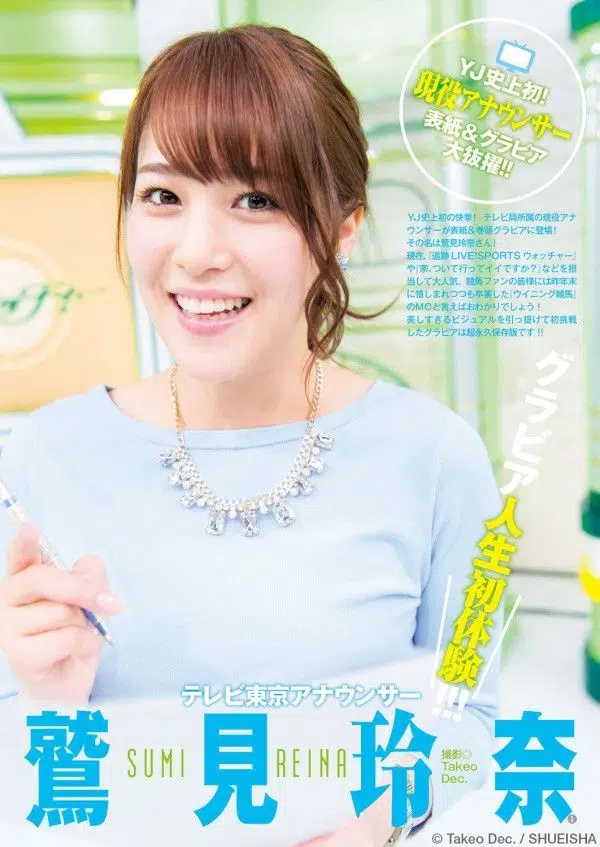 YJ史上初!
現役アナウンサー
表紙&グラビア
大抜擢!!
YJ史上初の快挙! テレビ局所属の現役アナ
ウンサーが表紙&巻頭グラビアに登場!
その名は鷲見玲奈さん!
現在、『追跡 LIVE!SPORTS ウォッチャー』
や『家、ついて行ってイイですか?』などを担
当して大人気、競馬ファンの皆様には昨年末
に惜しまれつつも卒業した『ウイニング競馬』
のMCと言えばおわかりでしょう!
美しすぎるビジュアルを引っ提げて初挑戦
したグラビアは超永久保存版です!!
グラビア人生初体験!!!
テレビ東京アナウンサー
鷲見玲奈
SUMI REINA
撮影◎
Takeo
Dec.
1
© Takeo Dec. / SHUEISHA